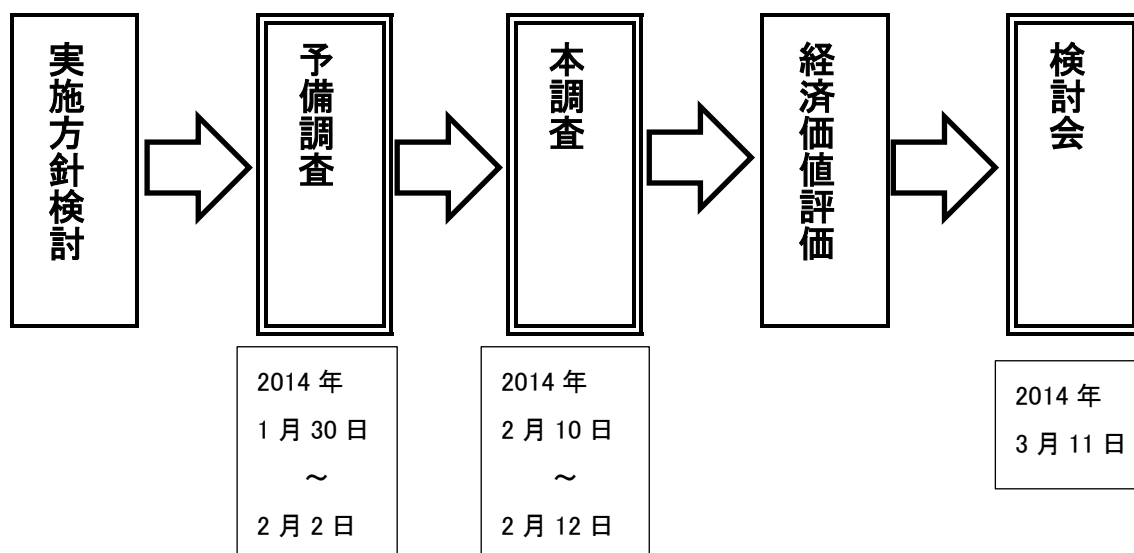 実施方針検討
予備調査
本調査
経済価値評価
検討会
2014 年
1 月 30 日
～
2 月 2 日
2014 年
2 月 10 日
～
2 月 12 日
2014 年
3 月 11 日